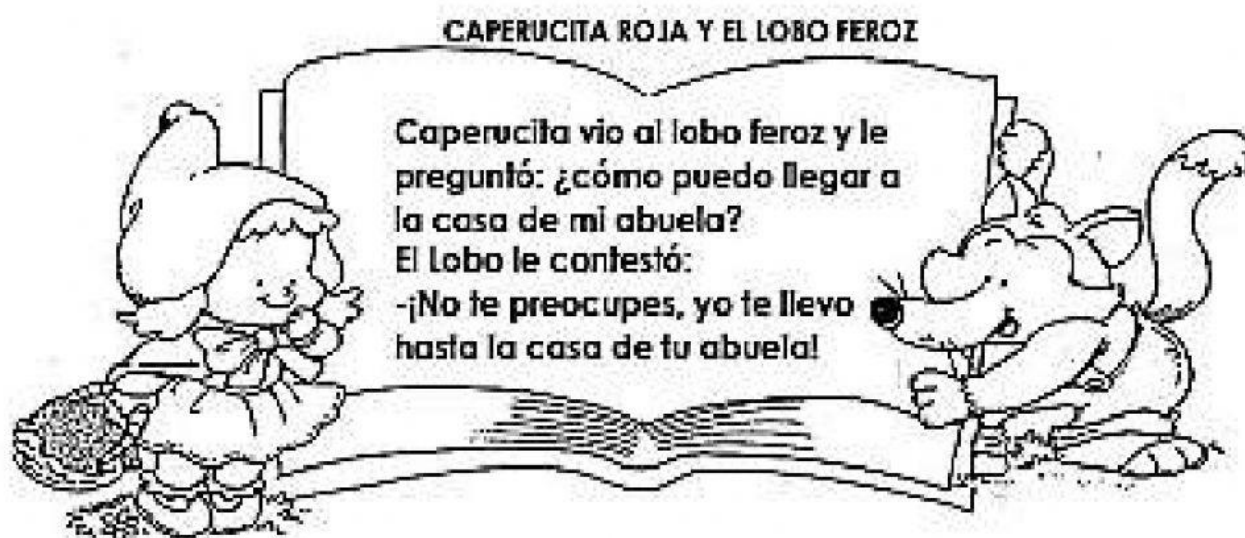 CAPERUCITA ROJA Y EL LOBO FEROZ
Caperucita vio al lobo feroz y le
preguntó: ¿cómo puedo llegar a
la casa de mi abuela?
El Lobo le contestó:
-¡No te preocupes, yo te llevo
hasta la casa de tu abuela!